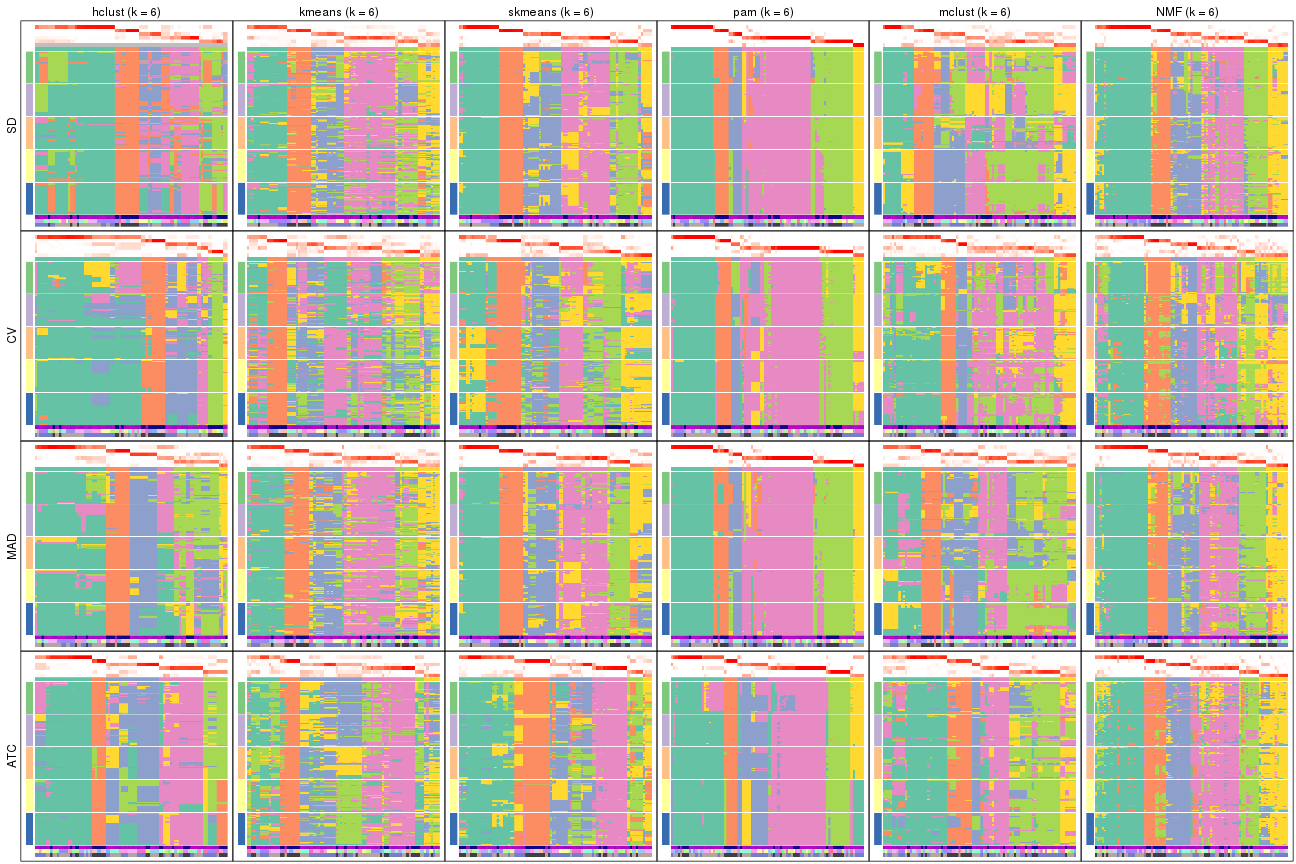 hclust (k = 6)
kmeans (k = 6)
skmeans (k = 6)
pam (k = 6)
mclust (k = 6)
NMF (k = 6)
SD
CV
MAD
ATC